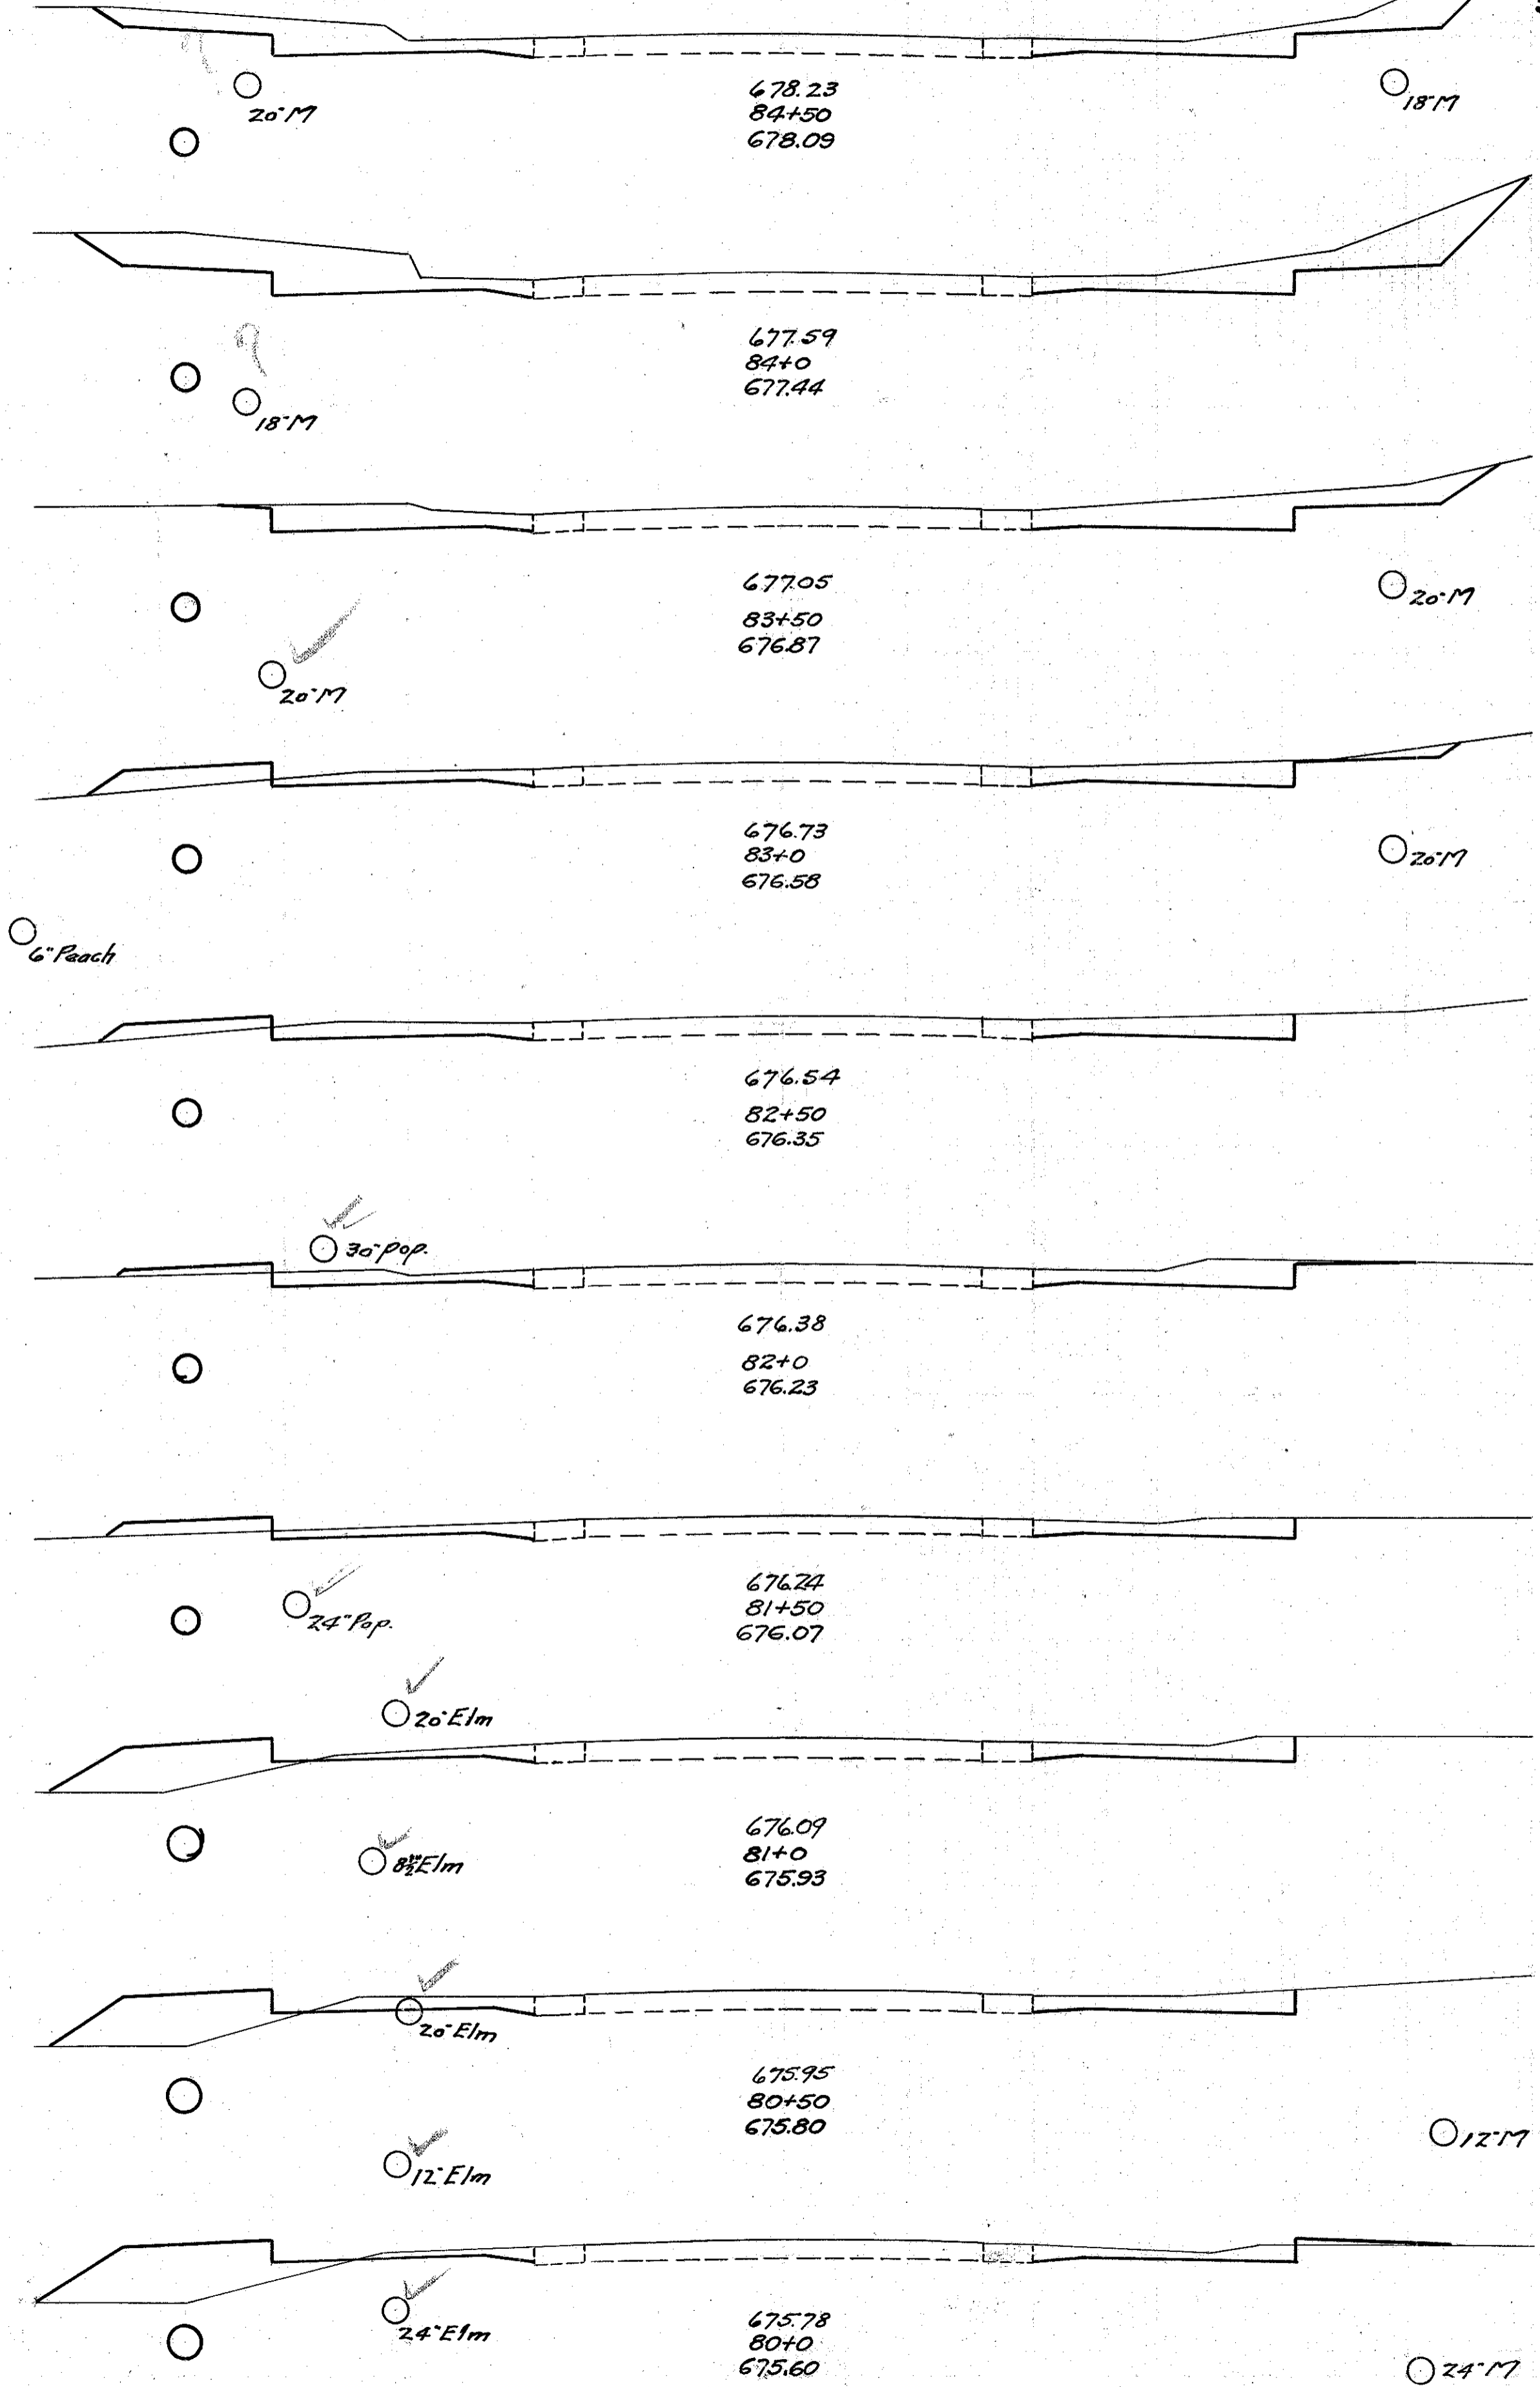 678.23
84+50
678.09
20"M
18"M
677.59
84+0
677.44
18"M
677.05
83+50
676.87
20"M
20"M
676.73
83+0
676.58
20"M
6" Peach
676.54
82+50
676.35
30" Pop.
676.38
82+0
676.23
676.24
81+50
676.07
24" Pop.
20" Elm
676.09
81+0
675.93
8½" Elm
20" Elm
675.95
80+50
675.80
12"M
12" Elm
675.78
80+0
675.60
24" Elm
24"M